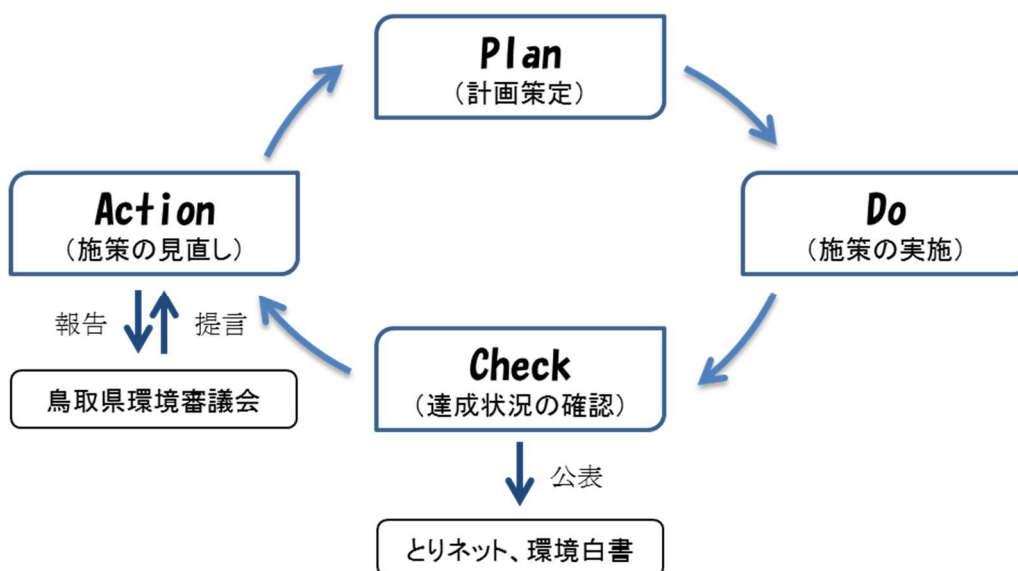 Plan
（計画策定）
Action
（施策の見直し）
Do
（施策の実施）
報告
提言
Check
（達成状況の確認）
鳥取県環境審議会
公表
とりネット、環境白書